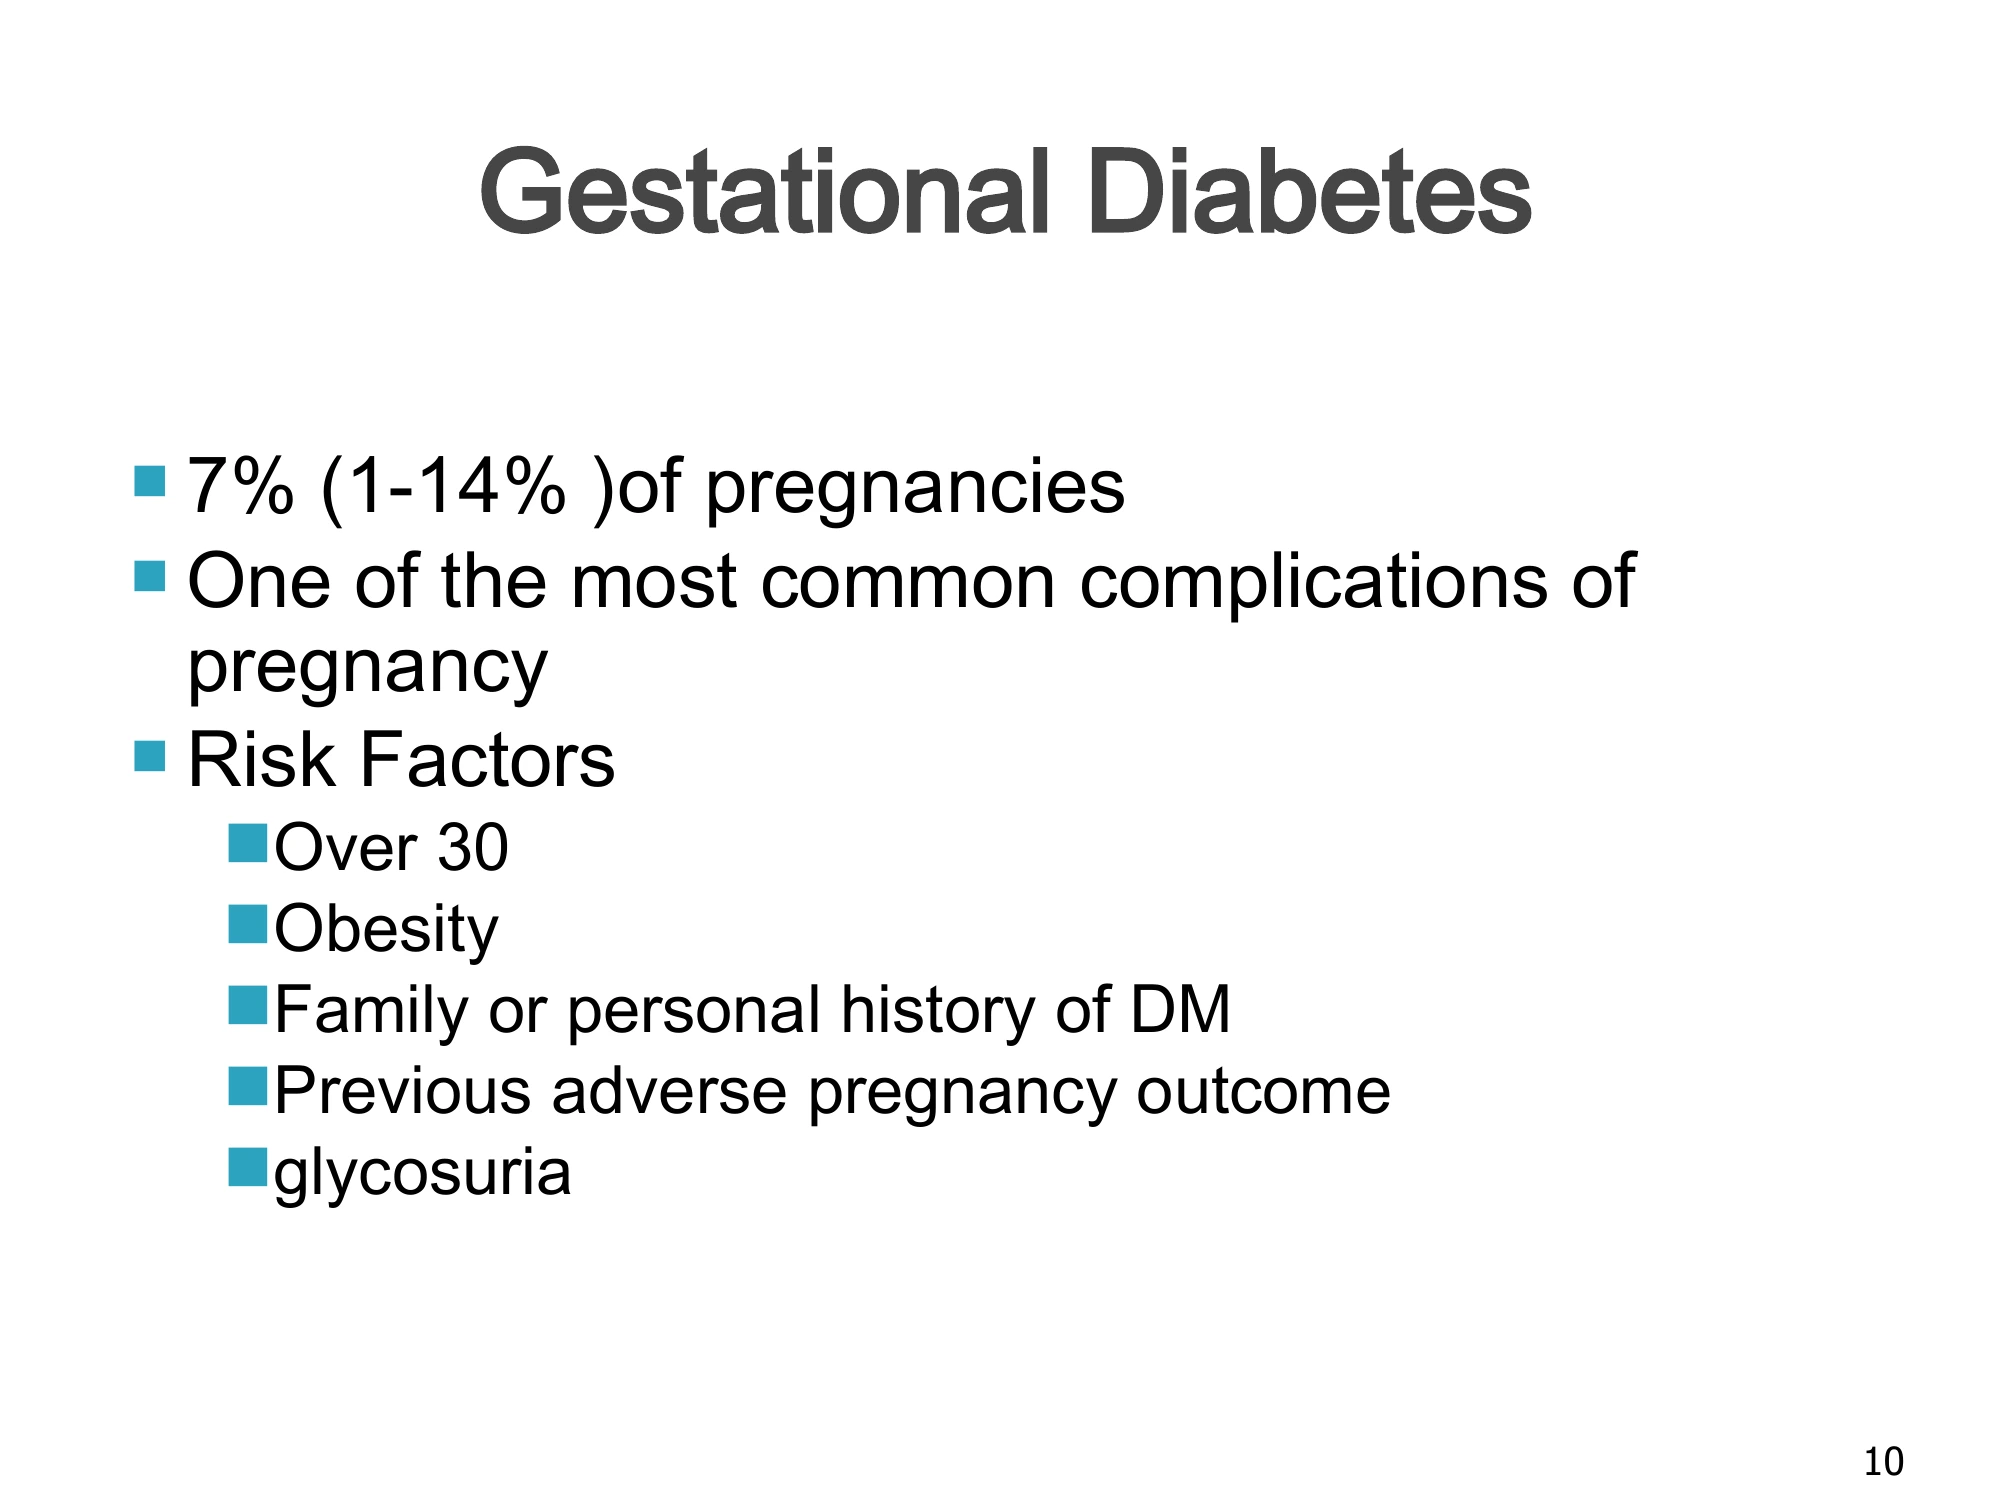 Gestational Diabetes
7% (1-14% )of pregnancies
One of the most common complications of
pregnancy
Risk Factors
Over 30
Obesity
Family or personal history of DM
Previous adverse pregnancy outcome
glycosuria
10